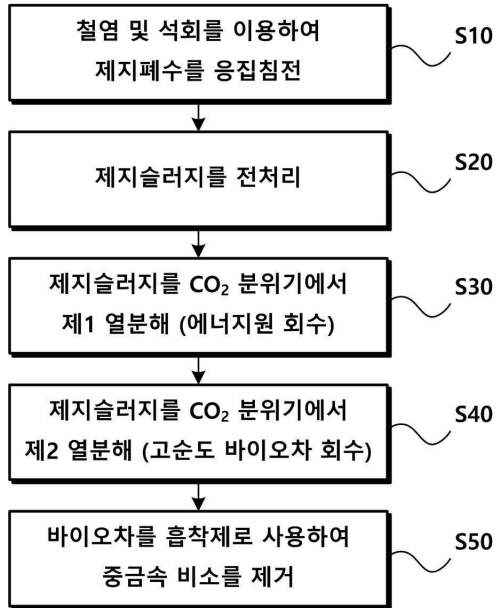 철염 및 석회를 이용하여
제지폐수를 응집침전
S10
제지슬러지를 전처리
S20
제지슬러지를 CO₂ 분위기에서
제1 열분해 (에너지원 회수)
S30
제지슬러지를 CO₂ 분위기에서
제2 열분해 (고순도 바이오차 회수)
S40
바이오차를 흡착제로 사용하여
중금속 비소를 제거
S50